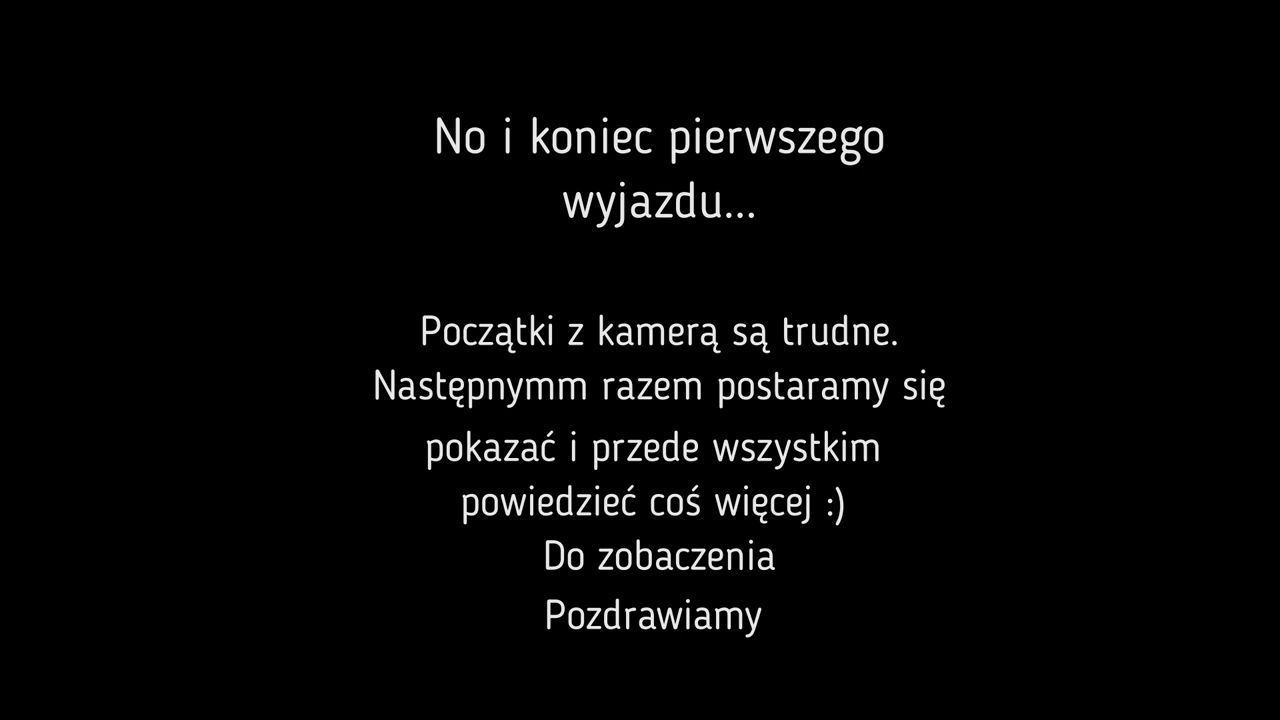 No i koniec pierwszego
wyjazdu...
Początki z kamerą są trudne.
Następnymm razem postaramy się
pokazać i przede wszystkim
powiedzieć coś więcej :)
Do zobaczenia
Pozdrawiamy